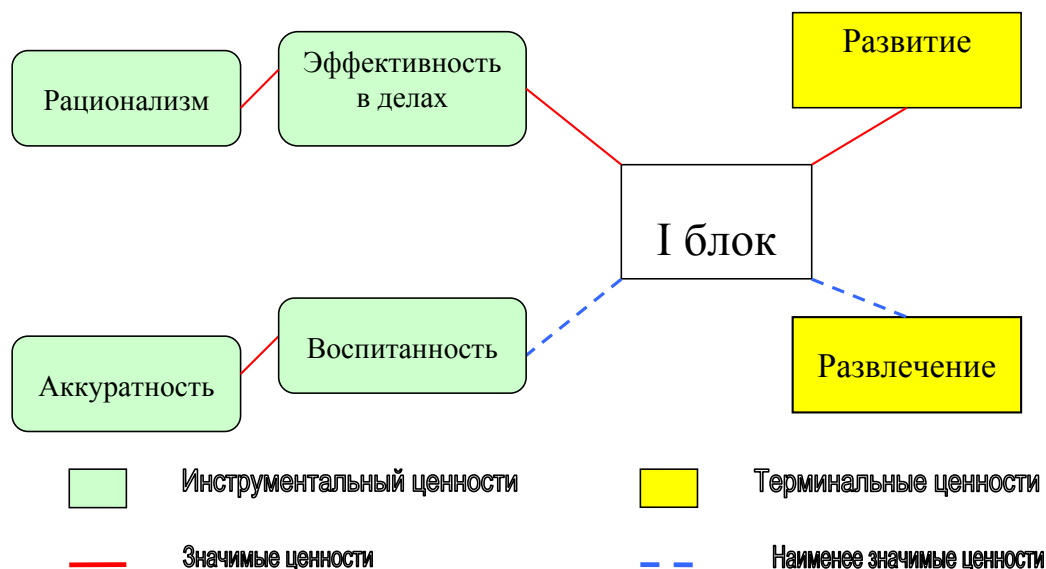 Рационализм
Эффективность
в делах
Развитие
I блок
Аккуратность
Воспитанность
Развлечение
Инструментальный ценности
Терминальные ценности
Значимые ценности
Наименее значимые ценности